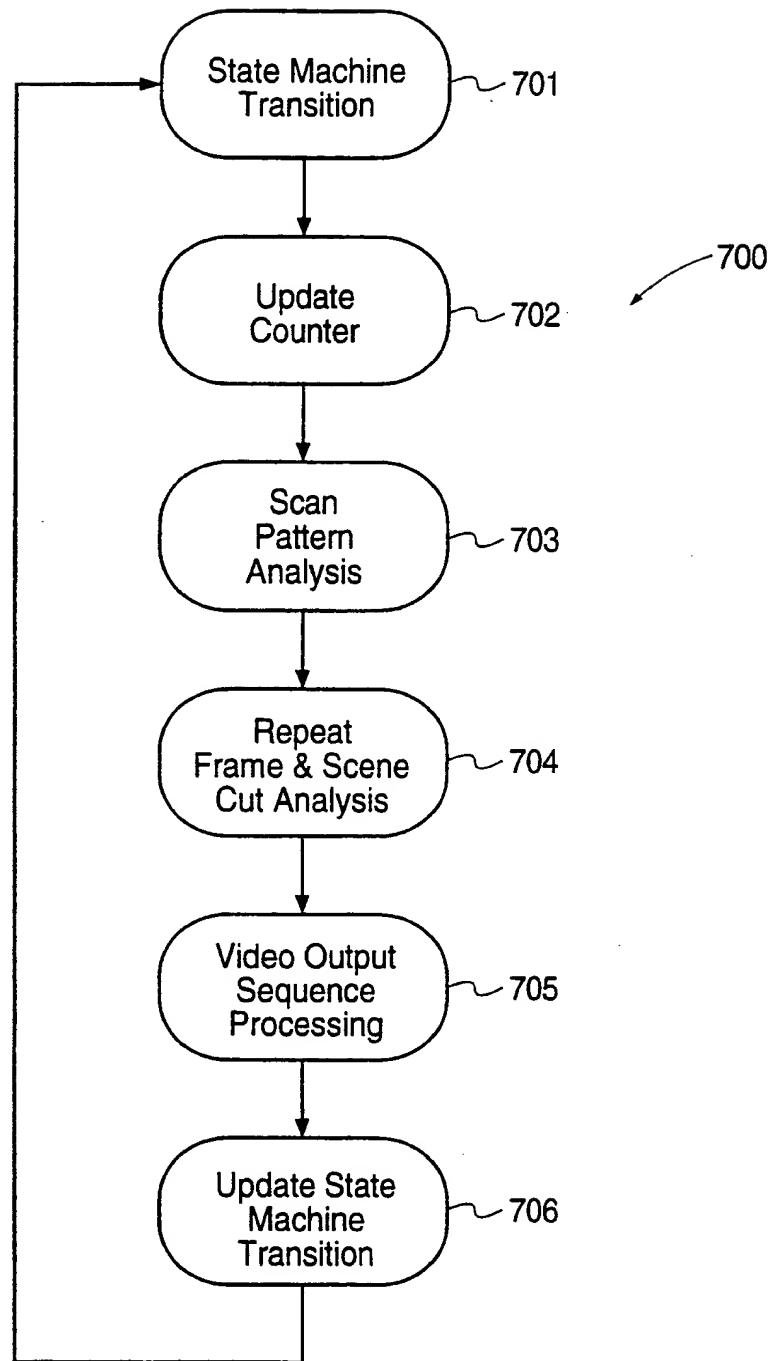 State Machine
Transition
701
700
Update
Counter
702
Scan
Pattern
Analysis
703
Repeat
Frame & Scene
Cut Analysis
704
Video Output
Sequence
Processing
705
Update State
Machine
Transition
706